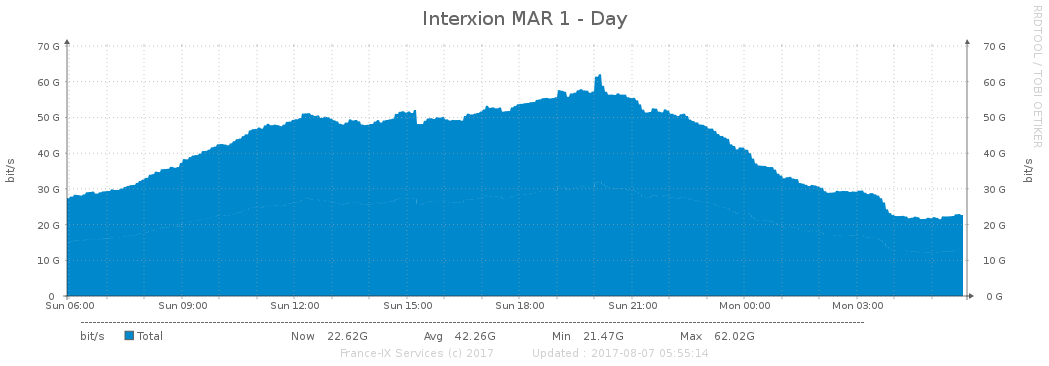 Interxion MAR 1 - Day
RRDTOOL / TOBI OETIKER
bit/s
70 G 70 G
60 G 60 G
50 G 50 G
40 G 40 G
30 G 30 G
20 G 20 G
10 G 10 G
0 0 G
bit/s
Sun 06:00 Sun 09:00 Sun 12:00 Sun 15:00 Sun 18:00 Sun 21:00 Mon 00:00 Mon 03:00
bit/s Total Now 22.62G Avg 42.26G Min 21.47G Max 62.02G
France-IX Services (c) 2017 Updated : 2017-08-07 05:55:14